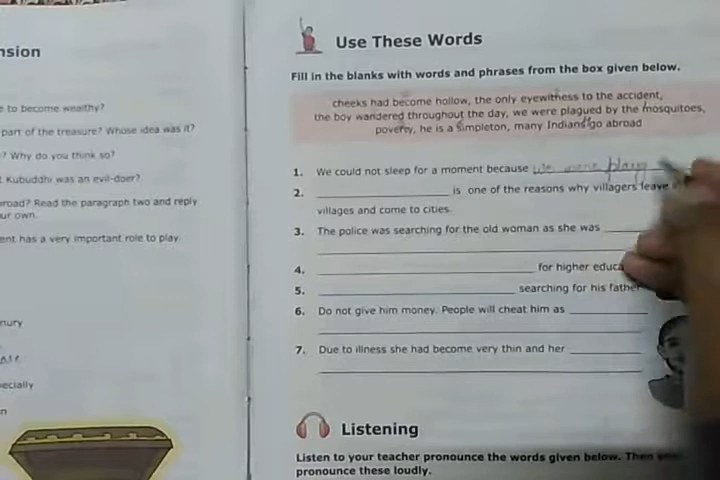 nsion
e to become wealthy?
part of the treasure? Whose idea was it?
? Why do you think so?
t Kubuddhi was an evil-doer?
broad? Read the paragraph two and reply
ur own.
ent has a very important role to play
nury
ecially
n
Use These Words
Fill in the blanks with words and phrases from the box given below.
cheeks had become hollow, the only eyewitness to the accident,
the boy wandered throughout the day, we were plagued by the mosquitoes,
poverty, he is a simpleton, many Indians go abroad
1. We could not sleep for a moment because we were plag
2. is one of the reasons why villagers leave
villages and come to cities.
3. The police was searching for the old woman as she was
4. for higher educa
5. searching for his father
6. Do not give him money. People will cheat him as
7. Due to illness she had become very thin and her
Listening
Listen to your teacher pronounce the words given below. Then
pronounce these loudly.